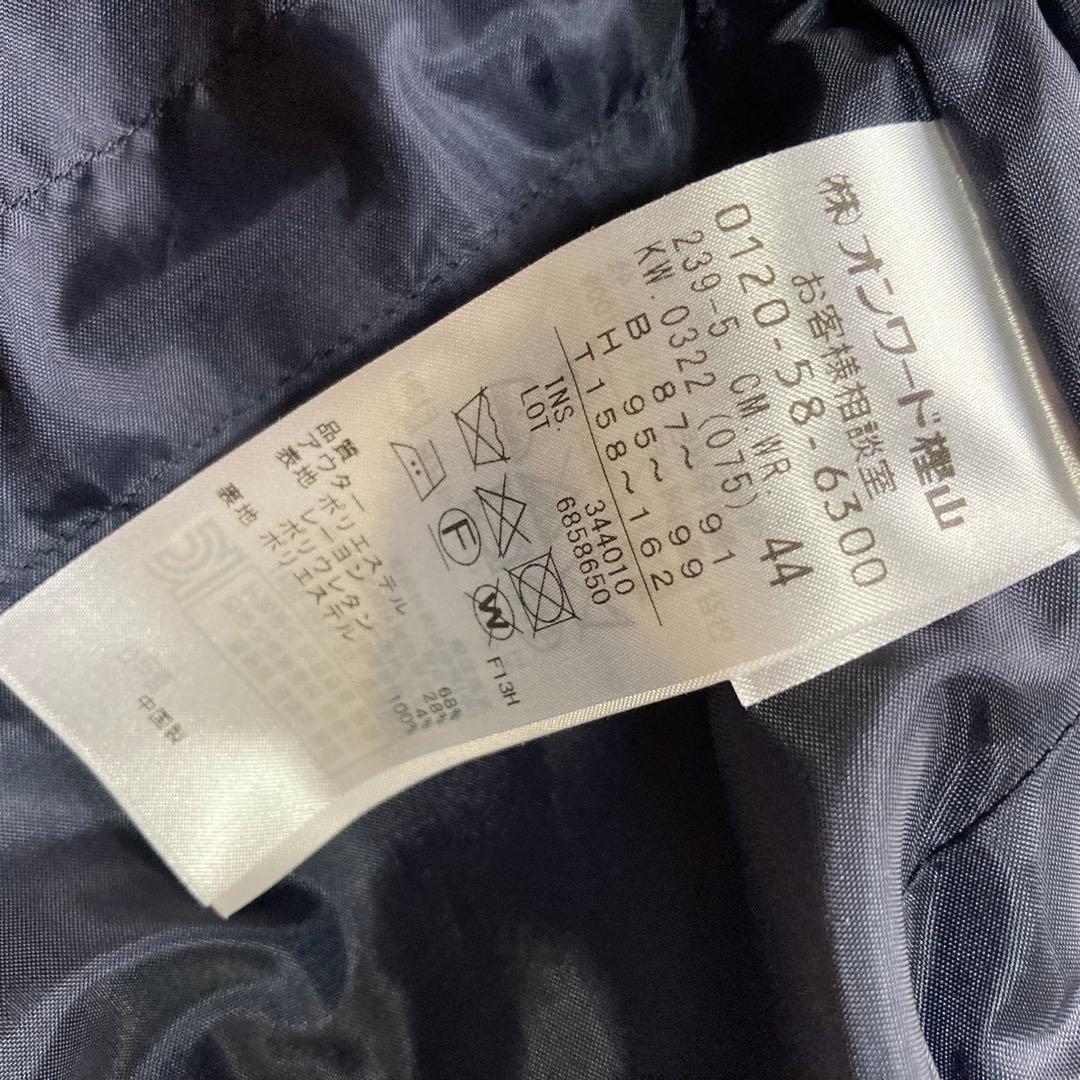 (株)オンワード樫山
お客様相談室
0120-58-6300
239-5 CM.WR. 44
KW.0322(075)
B 87~ 91
H 95~ 99
T158~162
INS. 344010
LOT 6858650
F
W
F13H
品質
アウター
表地 ポリエステル 68%
レーヨン 28%
ポリウレタン 4%
裏地 ポリエステル 100%
中国製